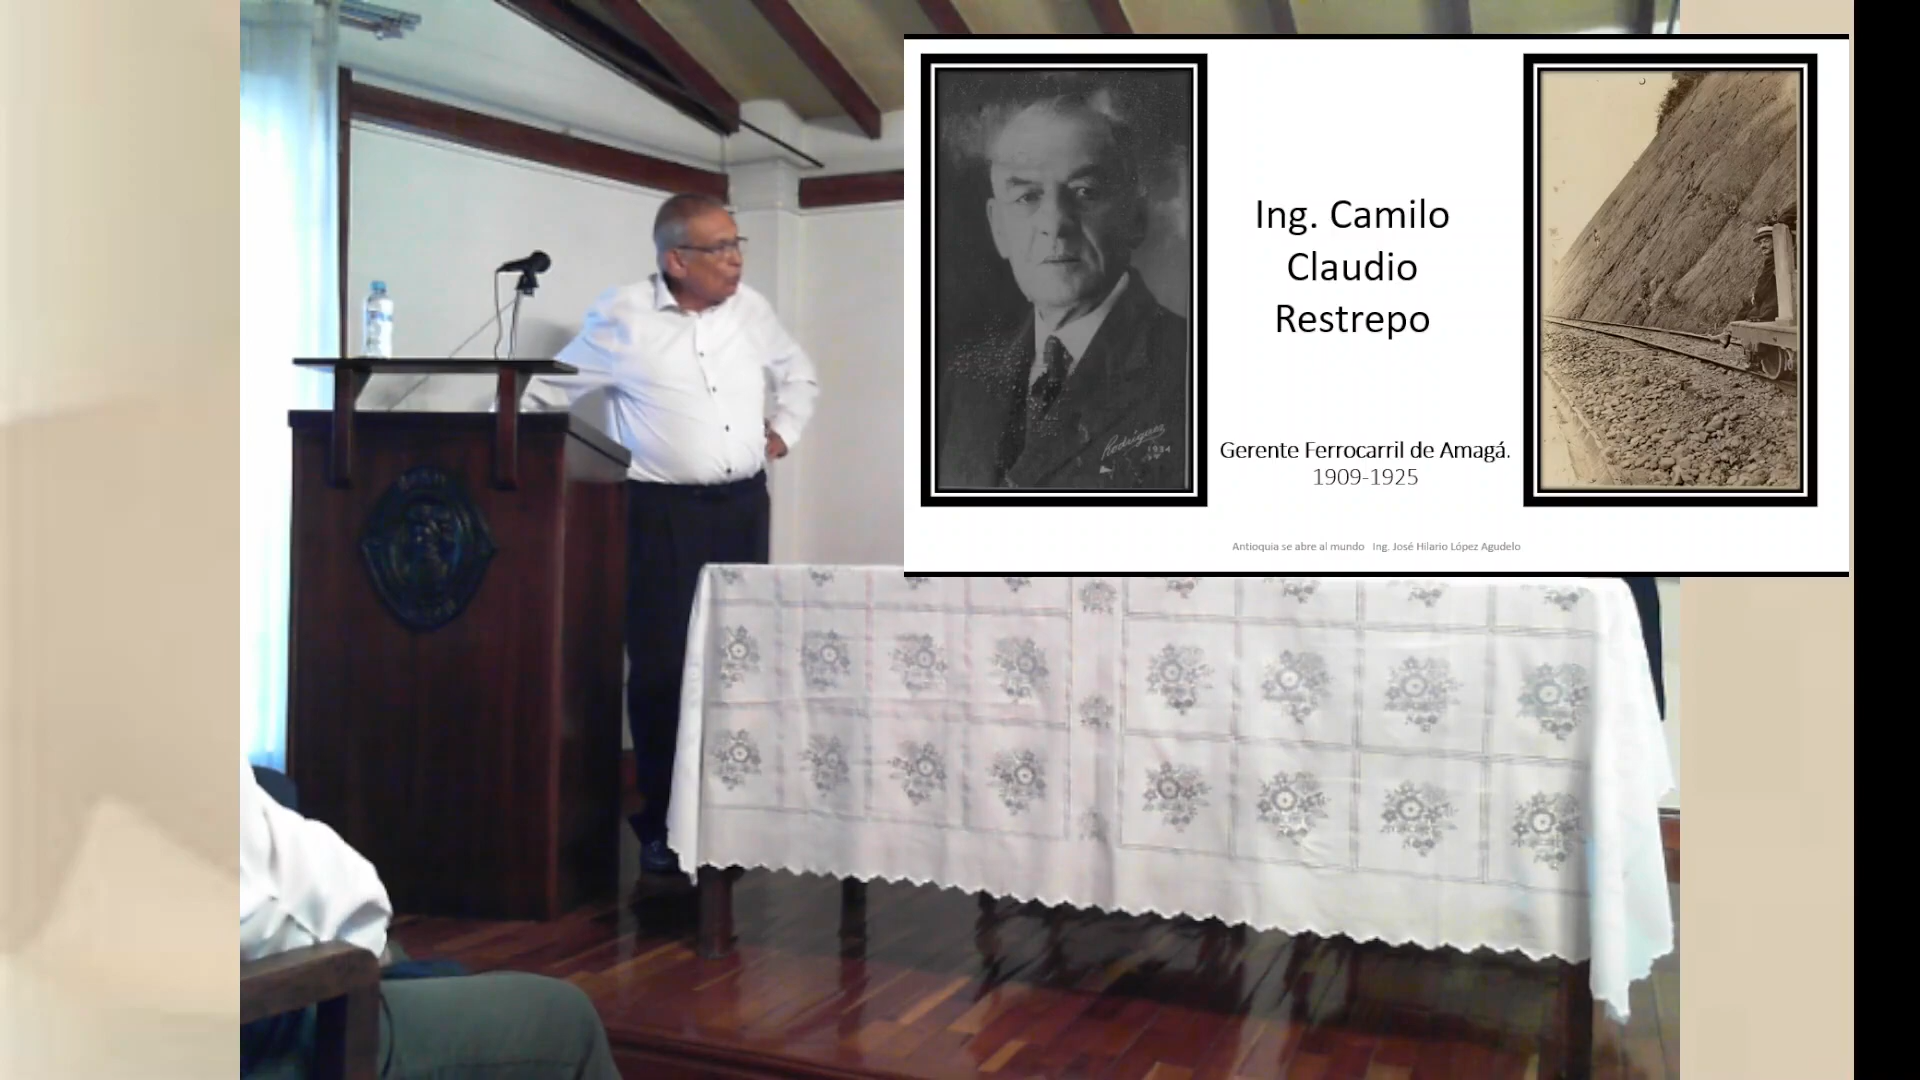 Ing. Camilo
Claudio
Restrepo
Rodríguez
1934
Gerente Ferrocarril de Amagá.
1909-1925
Antioquia se abre al mundo Ing. José Hilario López Agudelo